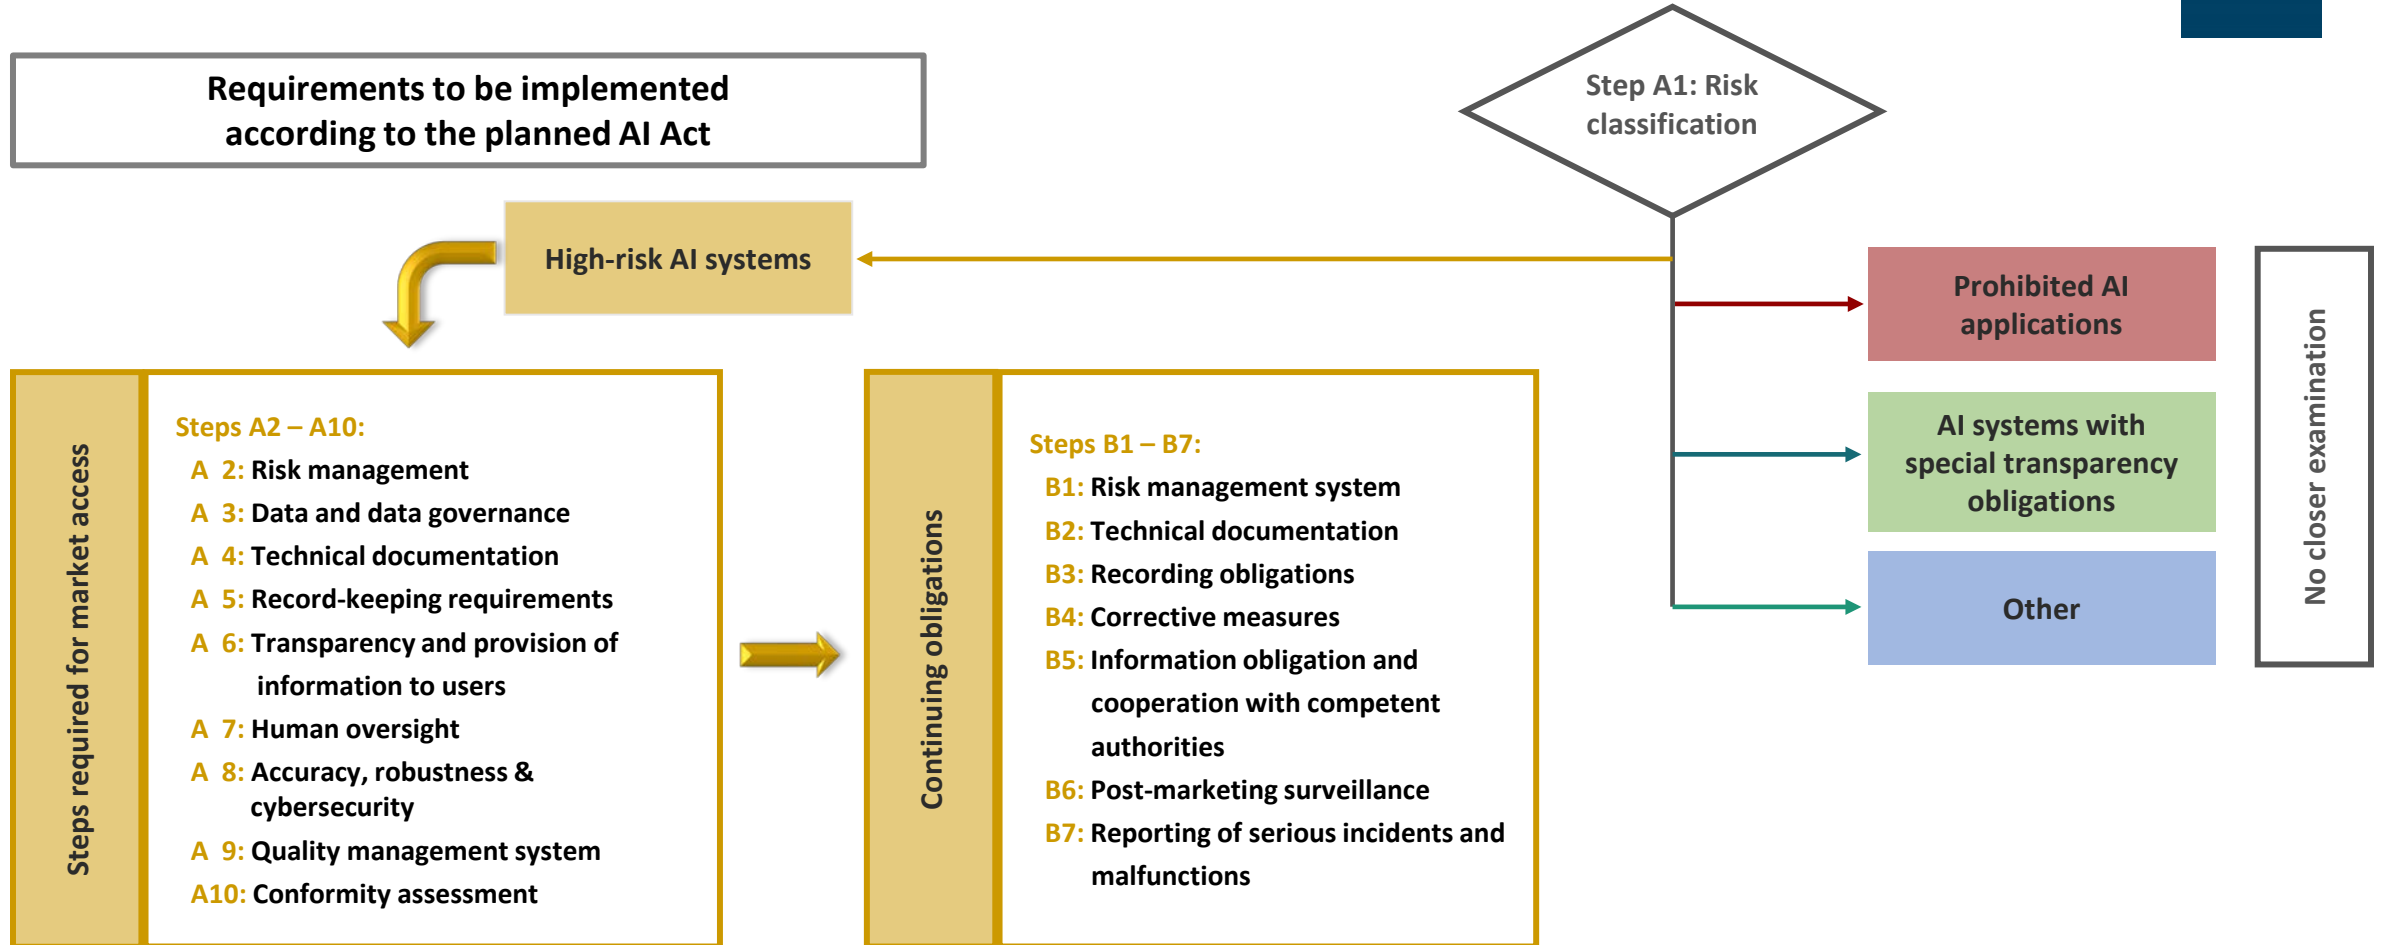 Requirements to be implemented
according to the planned AI Act
Step A1: Risk
classification
High-risk AI systems
Prohibited AI
applications
AI systems with
special transparency
obligations
Other
No closer examination
Steps required for market access
Steps A2 – A10:
A 2: Risk management
A 3: Data and data governance
A 4: Technical documentation
A 5: Record-keeping requirements
A 6: Transparency and provision of
information to users
A 7: Human oversight
A 8: Accuracy, robustness &
cybersecurity
A 9: Quality management system
A10: Conformity assessment
Continuing obligations
Steps B1 – B7:
B1: Risk management system
B2: Technical documentation
B3: Recording obligations
B4: Corrective measures
B5: Information obligation and
cooperation with competent
authorities
B6: Post-marketing surveillance
B7: Reporting of serious incidents and
malfunctions